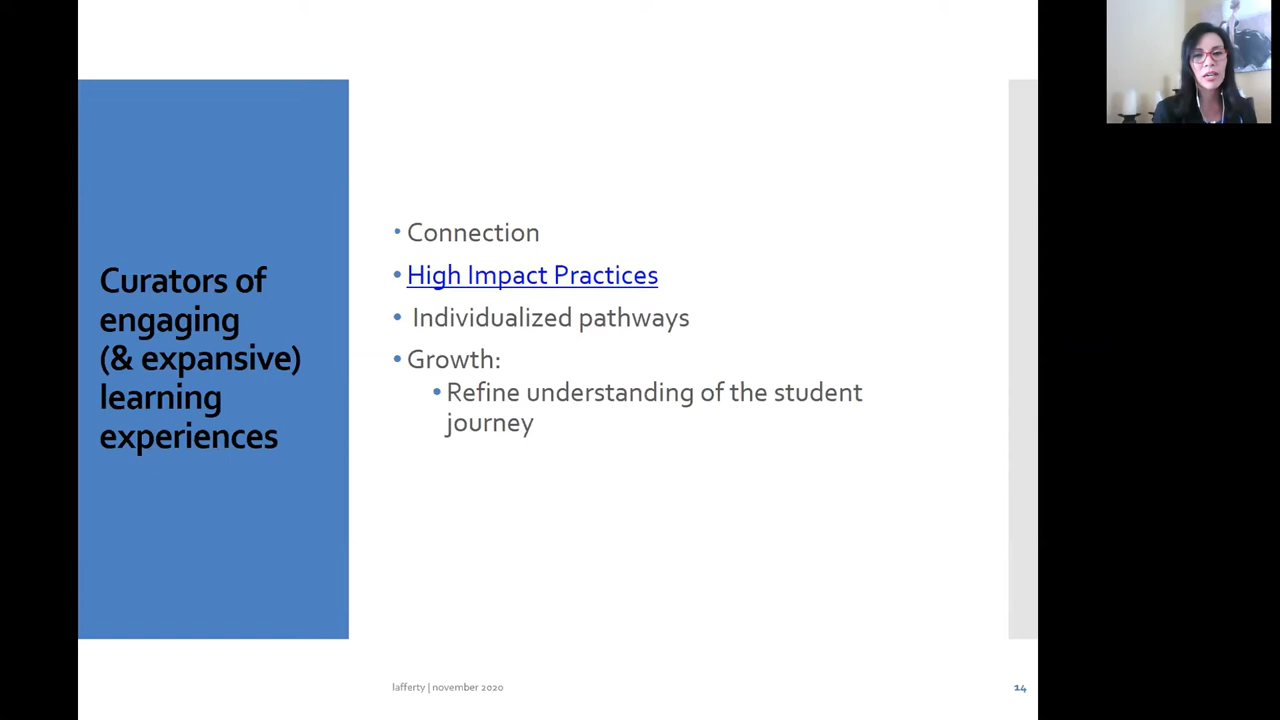 Curators of
engaging
(& expansive)
learning
experiences
• Connection
• High Impact Practices
• Individualized pathways
• Growth:
• Refine understanding of the student
journey
lafferty | november 2020
14